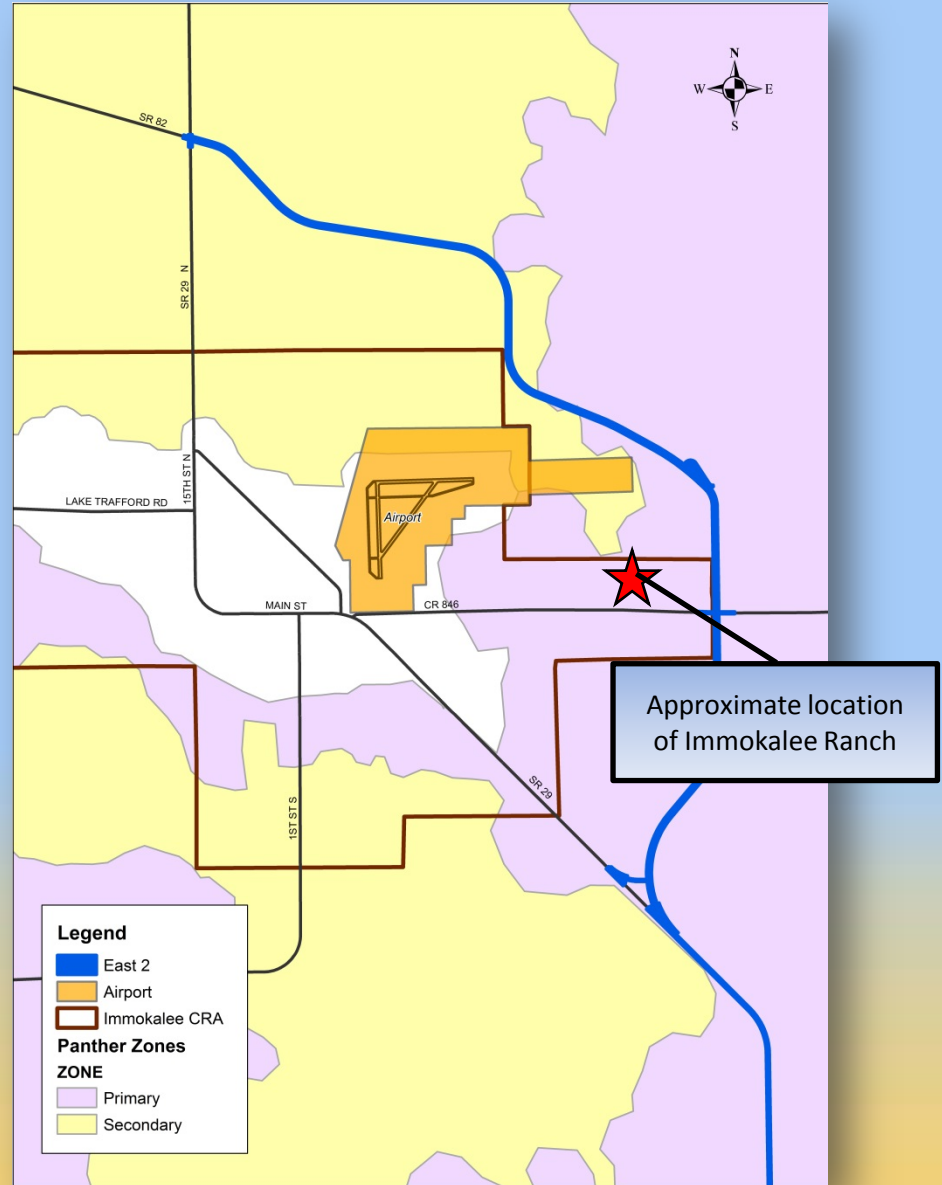 N
W E
S
SR 82
SR 29 N
15TH ST N
LAKE TRAFFORD RD
Airport
MAIN ST
CR 846
Approximate location
of Immokalee Ranch
SR 29
1ST ST S
Legend
East 2
Airport
Immokalee CRA
Panther Zones
ZONE
Primary
Secondary